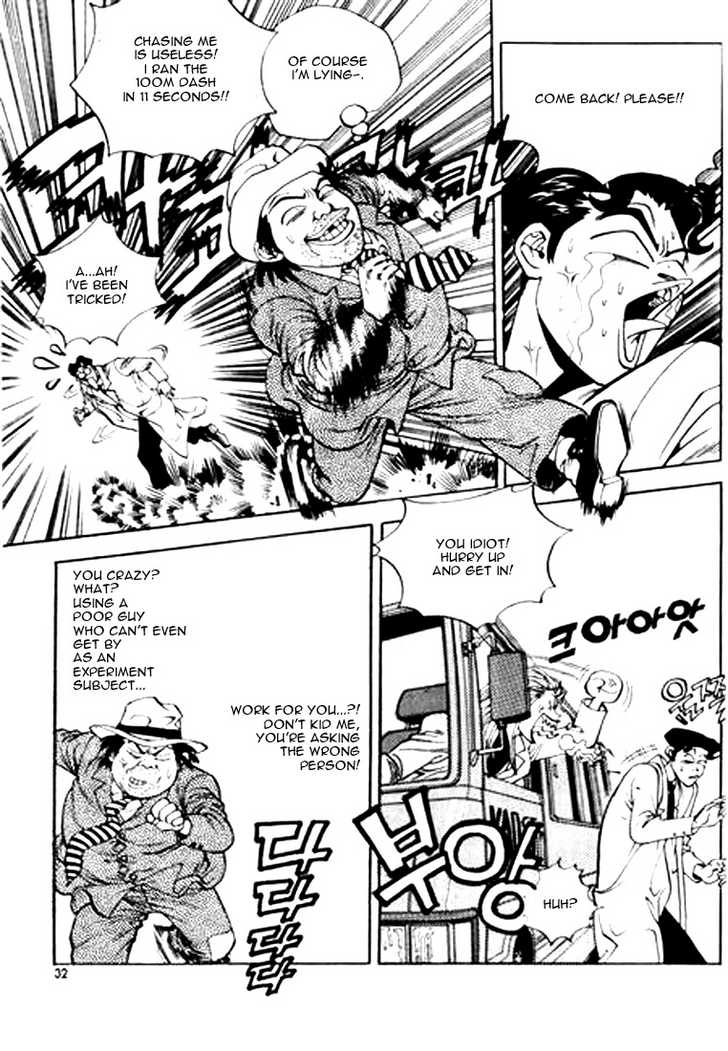 CHASING ME
IS USELESS!
I RAN THE
100M DASH
IN 11 SECONDS!!
OF COURSE
I'M LYING~.
A...AH!
I'VE BEEN
TRICKED!
COME BACK! PLEASE!!
YOU CRAZY?
WHAT?
USING A
POOR GUY
WHO CAN'T EVEN
GET BY
AS AN
EXPERIMENT
SUBJECT...
WORK FOR YOU...?!
DON'T KID ME,
YOU'RE ASKING
THE WRONG
PERSON!
다다다다다
YOU IDIOT!
HURRY UP
AND GET IN!
크아아앗
부앙
HUH?
32